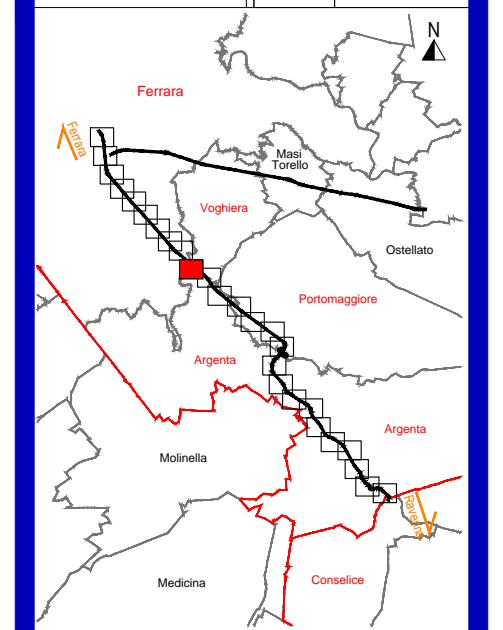 N
Ferrara
Ferrara
Masi
Torello
Voghiera
Ostellato
Portomaggiore
Argenta
Argenta
Molinella
Ravenna
Medicina
Conselice